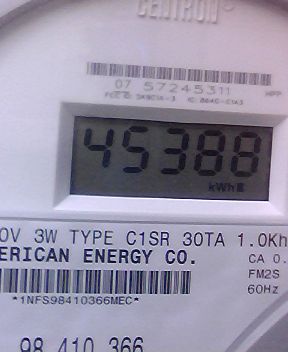 CENTRON®
07 57245311
HPP
45388
kWh
0V 3W TYPE C1SR 30TA 1.0Kh
ERICAN ENERGY CO.
CA 0.
FM2S
60Hz
*1NFS98410366MEC*
98 410 366